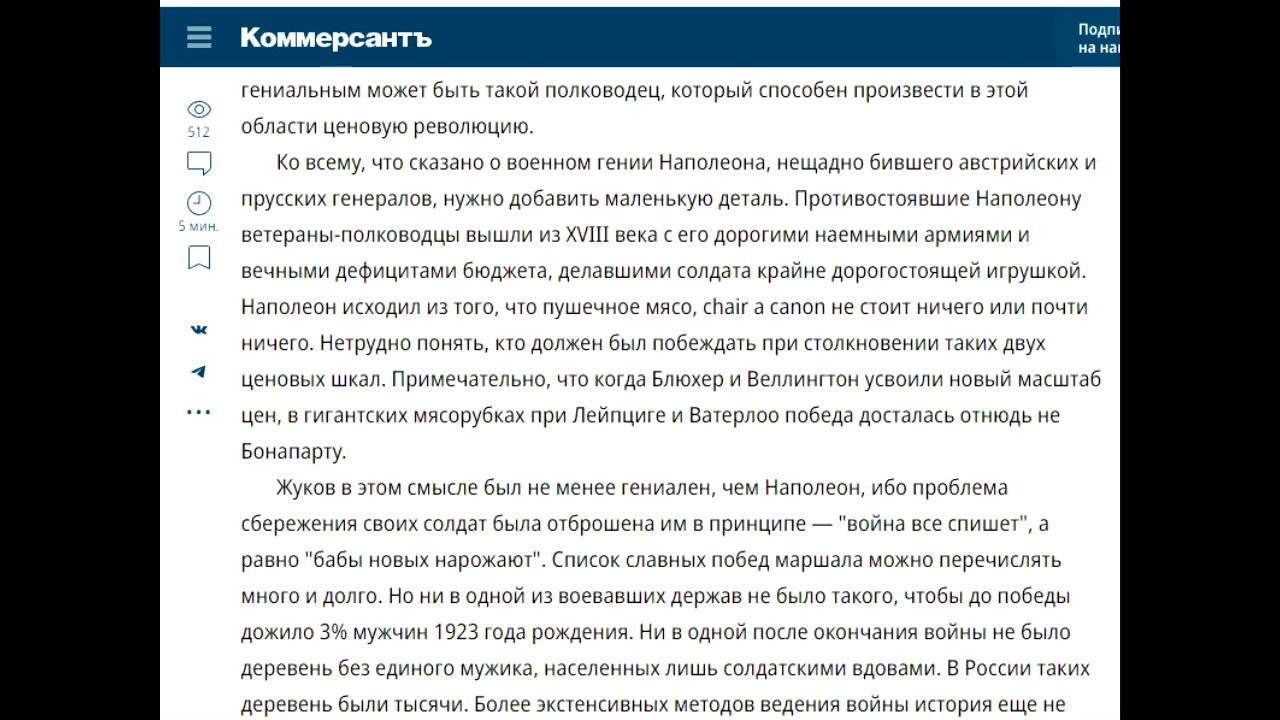 Коммерсантъ
Подпи
на на
512
5 мин.
гениальным может быть такой полководец, который способен произвести в этой
области ценовую революцию.
Ко всему, что сказано о военном гении Наполеона, нещадно бившего австрийских и
прусских генералов, нужно добавить маленькую деталь. Противостоявшие Наполеону
ветераны-полководцы вышли из XVIII века с его дорогими наемными армиями и
вечными дефицитами бюджета, делавшими солдата крайне дорогостоящей игрушкой.
Наполеон исходил из того, что пушечное мясо, chair a canon не стоит ничего или почти
ничего. Нетрудно понять, кто должен был побеждать при столкновении таких двух
ценовых шкал. Примечательно, что когда Блюхер и Веллингтон усвоили новый масштаб
цен, в гигантских мясорубках при Лейпциге и Ватерлоо победа досталась отнюдь не
Бонапарту.
Жуков в этом смысле был не менее гениален, чем Наполеон, ибо проблема
сбережения своих солдат была отброшена им в принципе — "война все спишет", а
равно "бабы новых нарожают". Список славных побед маршала можно перечислять
много и долго. Но ни в одной из воевавших держав не было такого, чтобы до победы
дожило 3% мужчин 1923 года рождения. Ни в одной после окончания войны не было
деревень без единого мужика, населенных лишь солдатскими вдовами. В России таких
деревень были тысячи. Более экстенсивных методов ведения войны история еще не